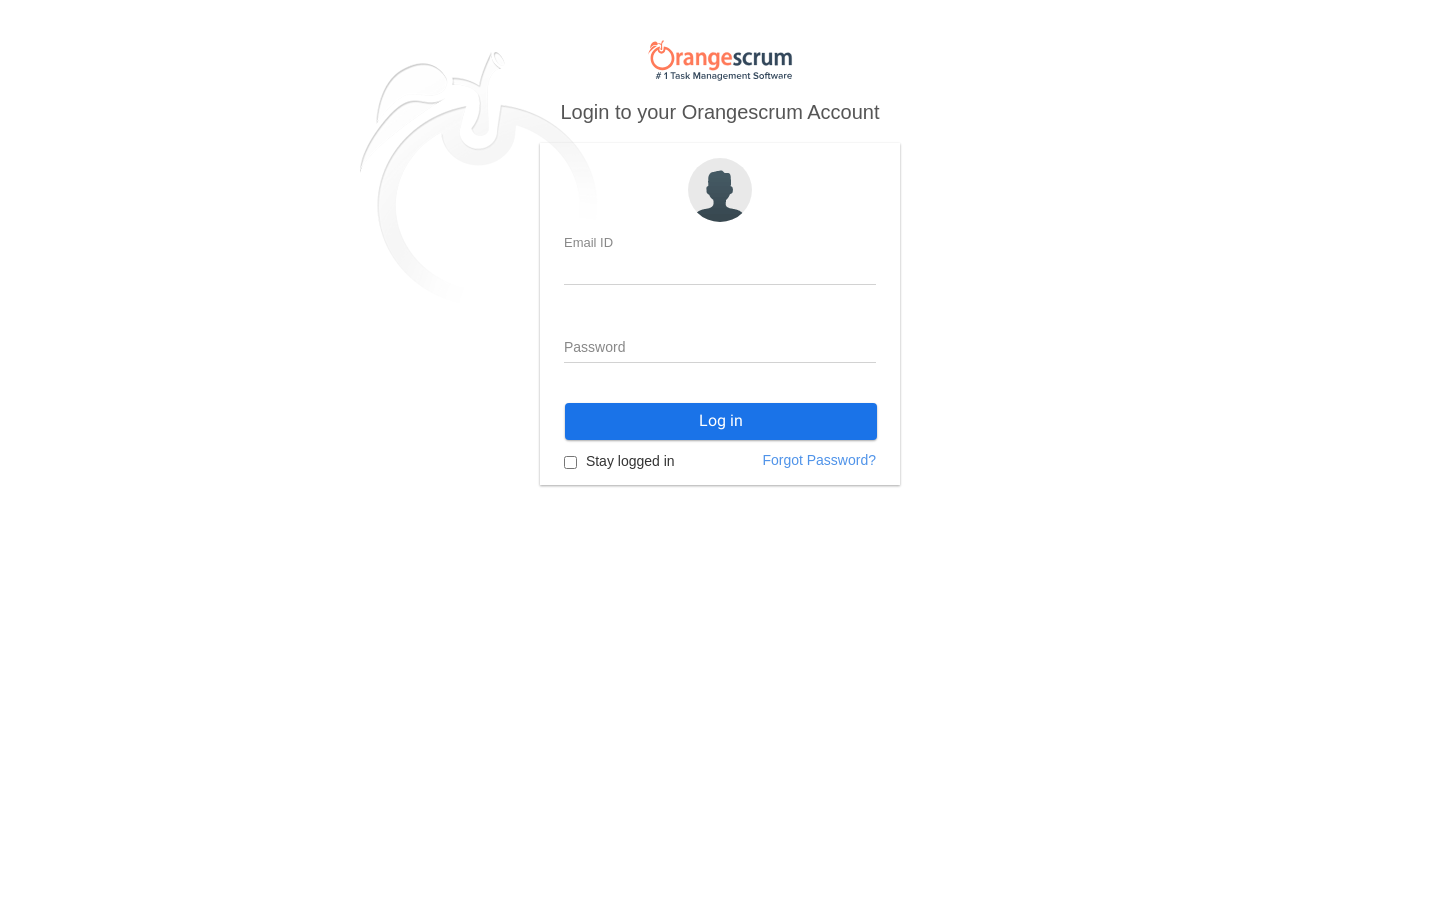 Orangescrum
# 1 Task Management Software
Login to your Orangescrum Account
Email ID
Password
Log in
Stay logged in
Forgot Password?